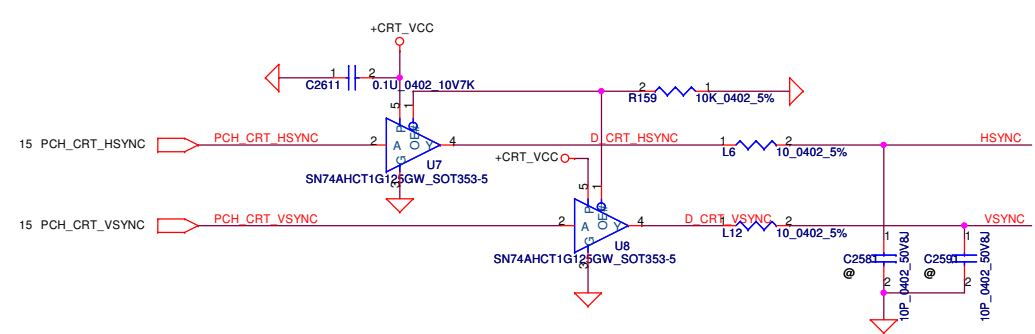 +CRT_VCC
1
2
C2611
0.1U_0402_10V7K
2
1
R159
10K_0402_5%
5
1
P
OE#
15 PCH_CRT_HSYNC
PCH_CRT_HSYNC
2
A
Y
4
G
3
U7
SN74AHCT1G125GW_SOT353-5
D_CRT_HSYNC
1
2
L6
10_0402_5%
HSYNC
+CRT_VCC
5
1
P
OE#
15 PCH_CRT_VSYNC
PCH_CRT_VSYNC
2
A
Y
4
G
3
U8
SN74AHCT1G125GW_SOT353-5
D_CRT_VSYNC
1
2
L12
10_0402_5%
VSYNC
1
C2581
@
2
10P_0402_50V8J
1
C2591
@
2
10P_0402_50V8J